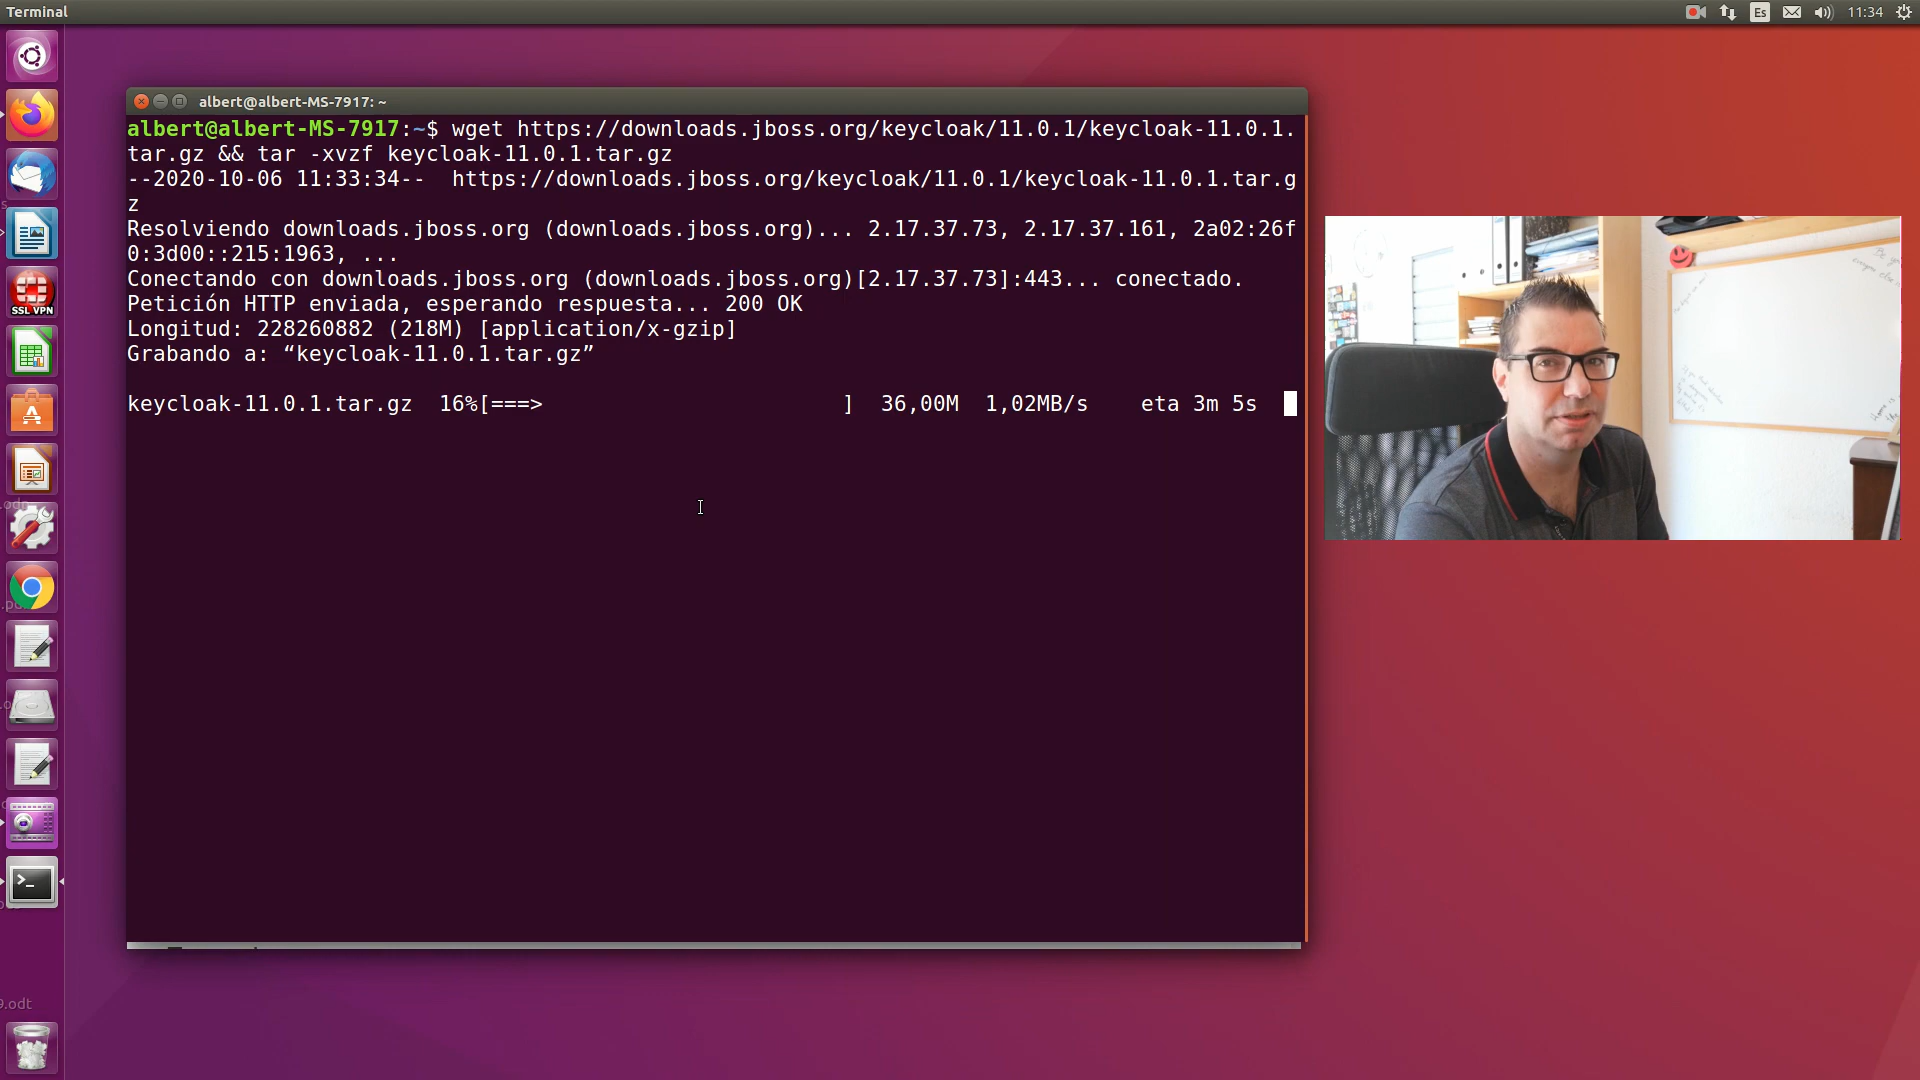 Terminal
Es
11:34
albert@albert-MS-7917: ~
albert@albert-MS-7917:~$ wget https://downloads.jboss.org/keycloak/11.0.1/keycloak-11.0.1.
tar.gz && tar -xvzf keycloak-11.0.1.tar.gz
--2020-10-06 11:33:34--  https://downloads.jboss.org/keycloak/11.0.1/keycloak-11.0.1.tar.g
z
Resolviendo downloads.jboss.org (downloads.jboss.org)... 2.17.37.73, 2.17.37.161, 2a02:26f
0:3d00::215:1963, ...
Conectando con downloads.jboss.org (downloads.jboss.org)[2.17.37.73]:443... conectado.
Petición HTTP enviada, esperando respuesta... 200 OK
Longitud: 228260882 (218M) [application/x-gzip]
Grabando a: “keycloak-11.0.1.tar.gz”
keycloak-11.0.1.tar.gz  16%[===>                       ]  36,00M  1,02MB/s    eta 3m 5s
SSL VPN
9.odt